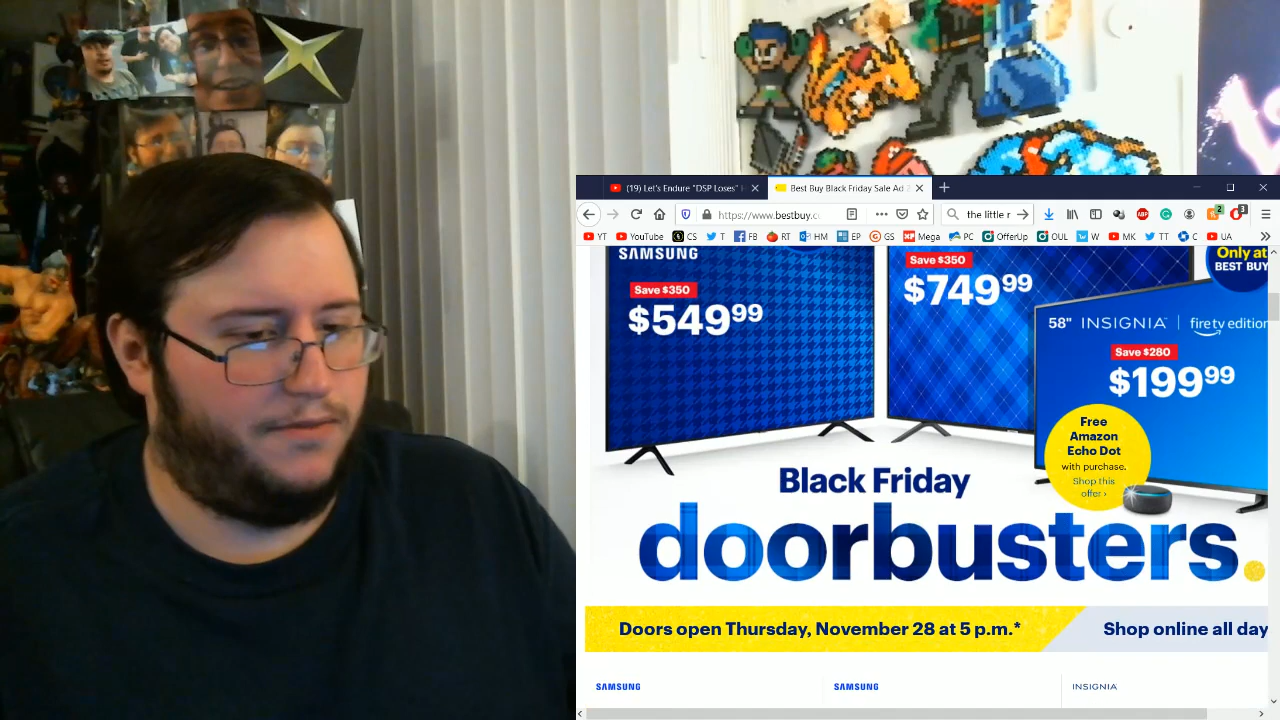 (19) Let's Endure "DSP Loses" H
Best Buy Black Friday Sale Ad 2
https://www.bestbuy.c
the little r
2
3
YT YouTube CS T FB RT HM EP GS Mega PC OfferUp OUL W MK TT C UA
SAMSUNG
Save $350
$549.99
Save $350
$749.99
Only at
BEST BUY
58" INSIGNIA | fire tv edition
Save $280
$199.99
Free
Amazon
Echo Dot
with purchase.
Shop this
offer ›
Black Friday
doorbusters.
Doors open Thursday, November 28 at 5 p.m.*
Shop online all day
SAMSUNG
SAMSUNG
INSIGNIA
ABP